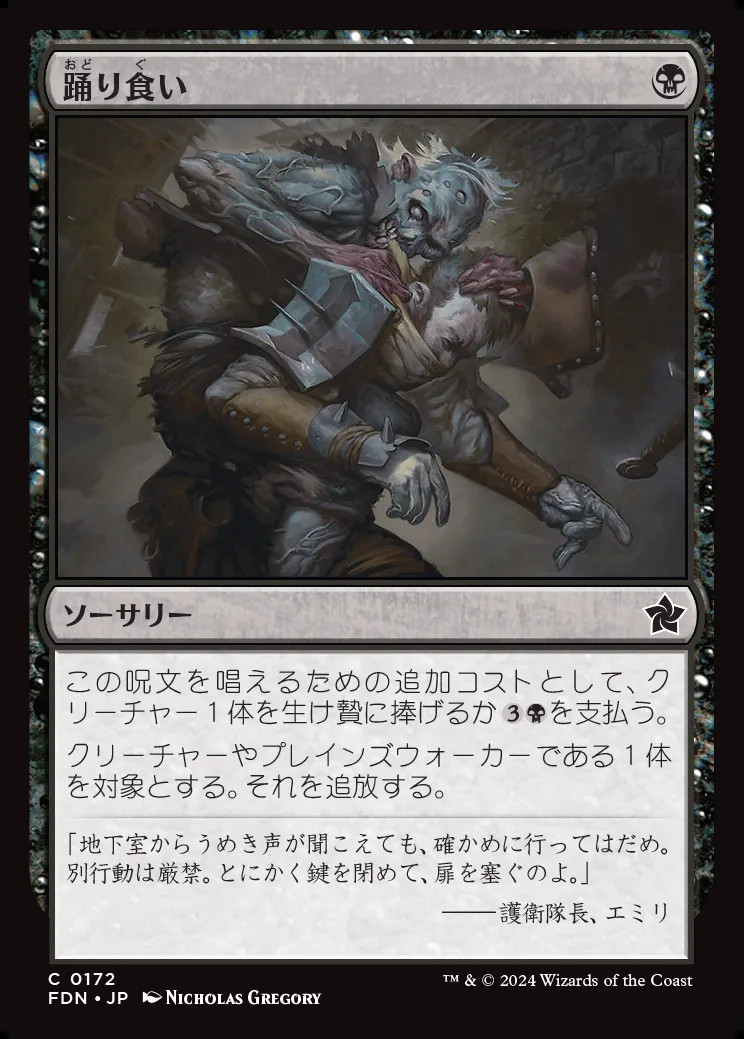 踊り食い
おど ぐ
ソーサリー
この呪文を唱えるための追加コストとして、ク
リーチャー1体を生け贄に捧げるか 3 を支払う。
クリーチャーやプレインズウォーカーである1体
を対象とする。それを追放する。
「地下室からうめき声が聞こえても、確かめに行ってはだめ。
別行動は厳禁。とにかく鍵を閉めて、扉を塞ぐのよ。」
――護衛隊長、エミリ
C 0172
FDN • JP Nicholas Gregory
™ & © 2024 Wizards of the Coast